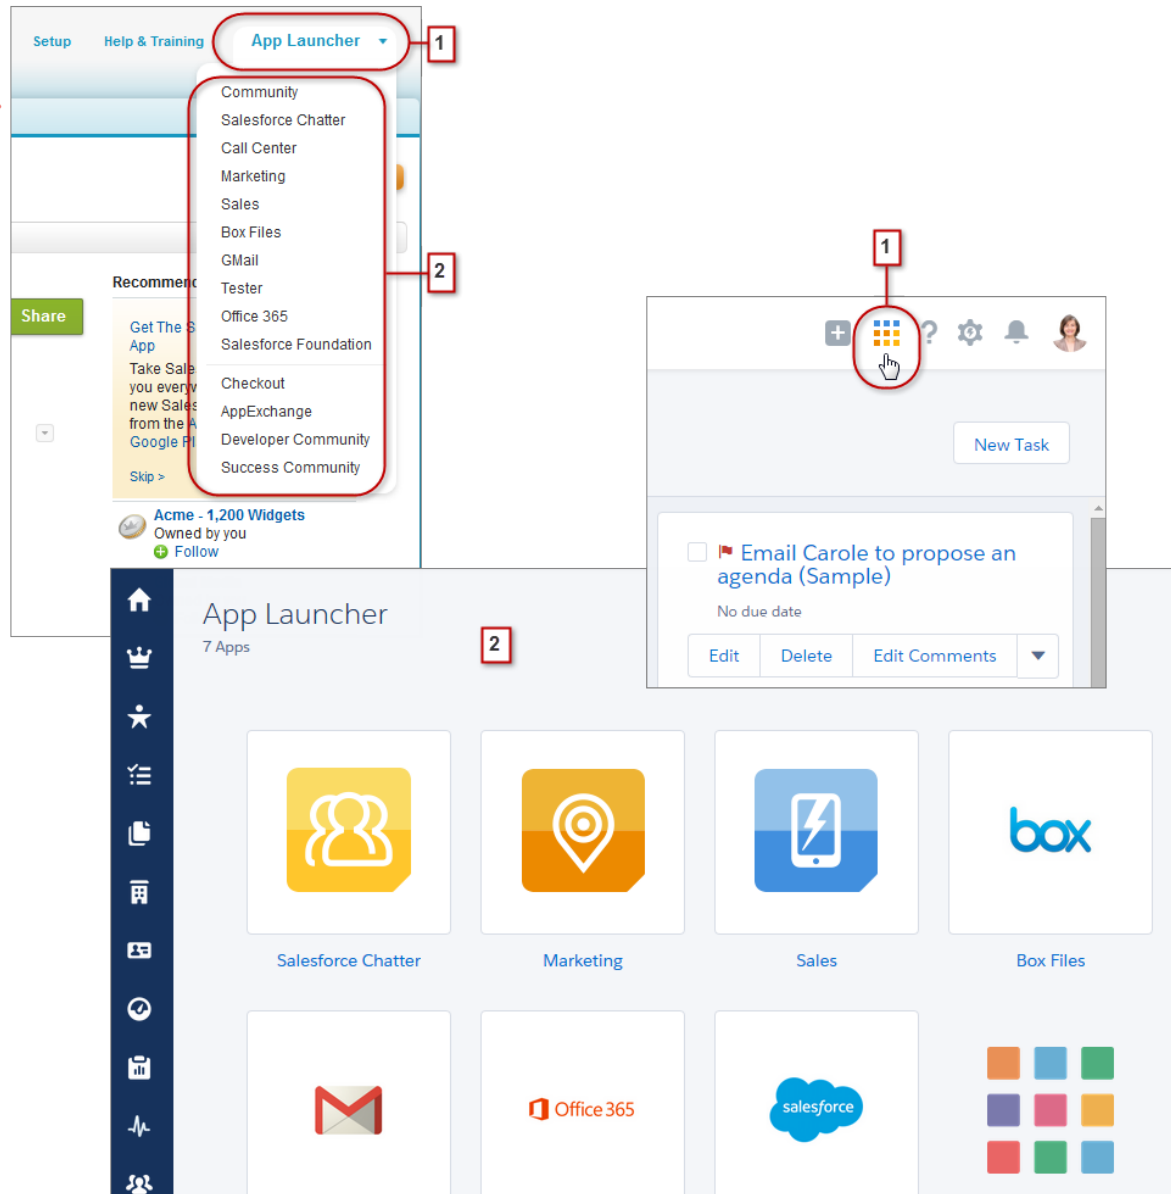 Setup Help & Training App Launcher
1
Community
Salesforce Chatter
Call Center
Marketing
Sales
Box Files
GMail
Tester
Office 365
Salesforce Foundation
Checkout
AppExchange
Developer Community
Success Community
2
Share
Recommen
Get The S
App
Take Sale
you every
new Sales
from the A
Google Pl
Skip >
Acme - 1,200 Widgets
Owned by you
Follow
1
?
New Task
Email Carole to propose an
agenda (Sample)
No due date
Edit Delete Edit Comments
App Launcher
7 Apps
2
box
Salesforce Chatter Marketing Sales Box Files
Office 365
salesforce